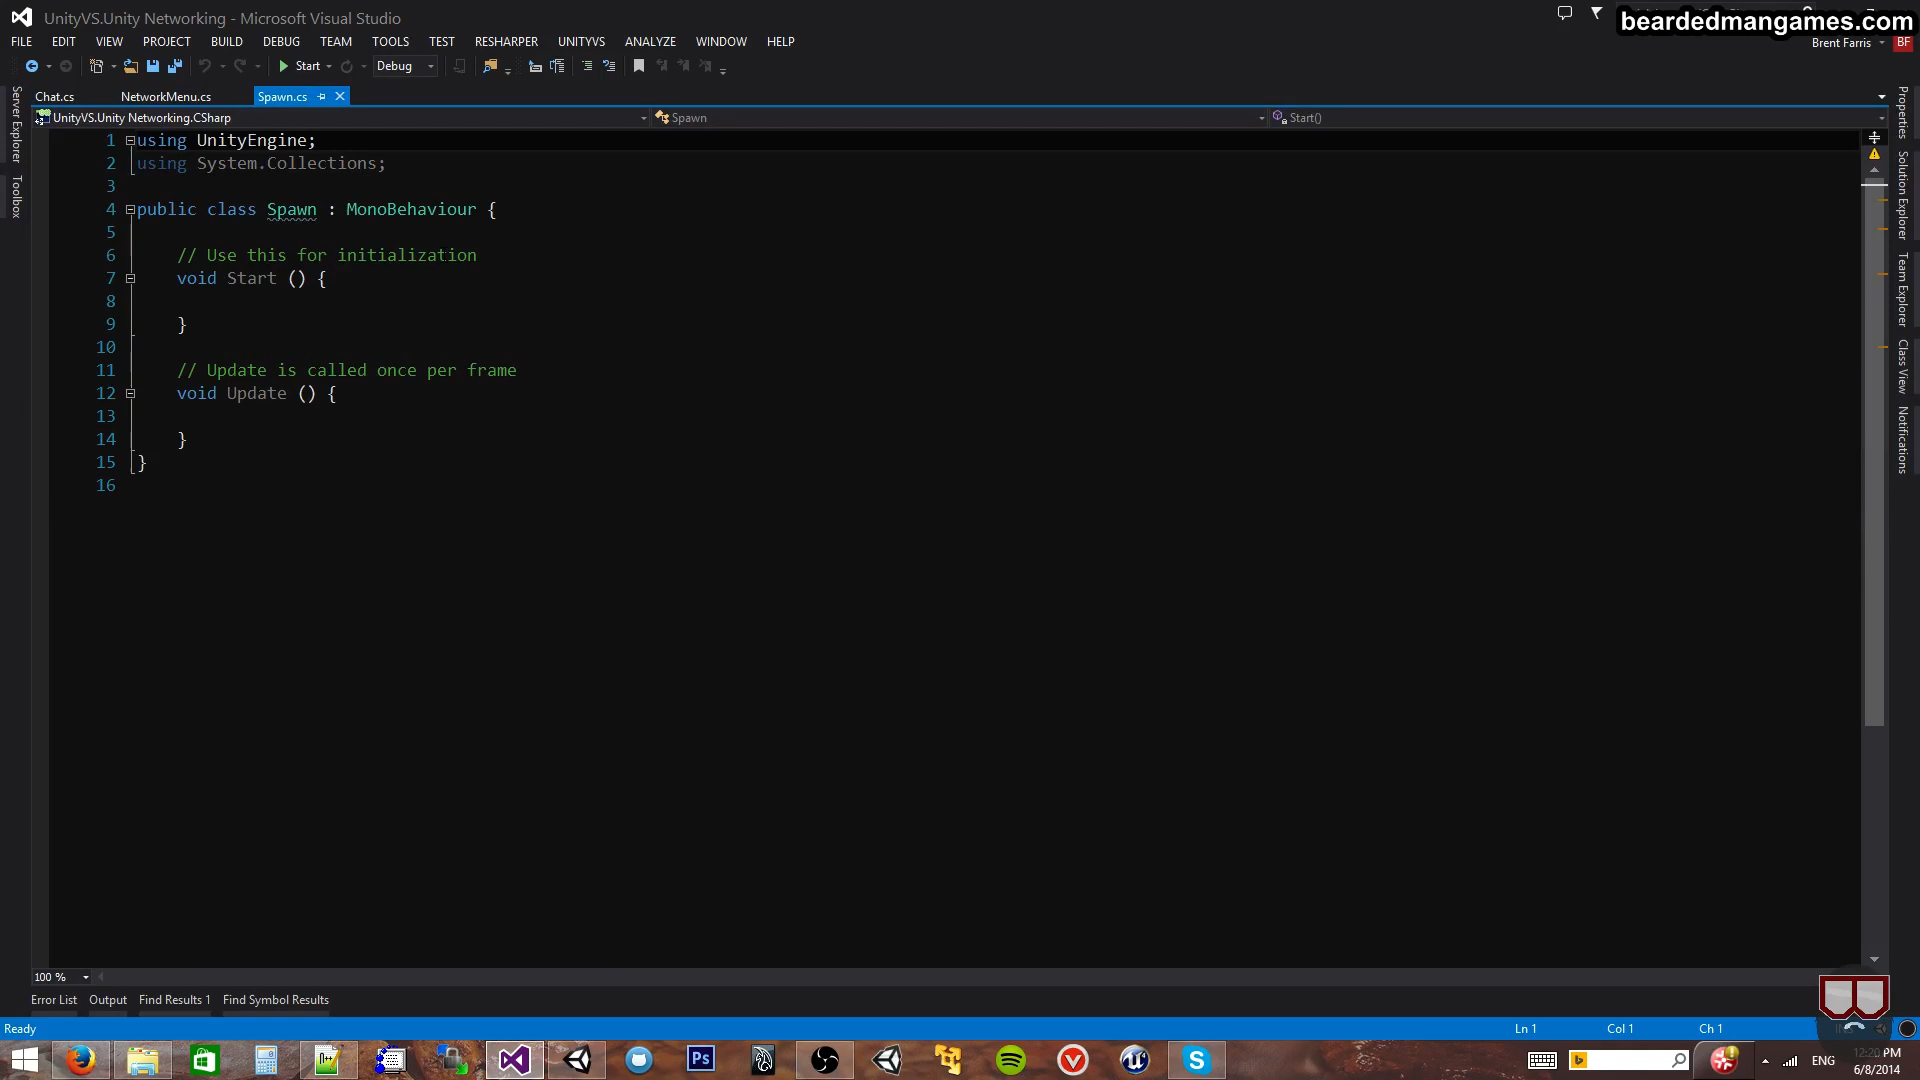 UnityVS.Unity Networking - Microsoft Visual Studio
beardedmangames.com
FILE EDIT VIEW PROJECT BUILD DEBUG TEAM TOOLS TEST RESHARPER UNITYVS ANALYZE WINDOW HELP
Brent Farris BF
Start Debug
Chat.cs NetworkMenu.cs Spawn.cs
UnityVS.Unity Networking.CSharp Spawn Start()
Server Explorer
Toolbox
1 using UnityEngine;
2 using System.Collections;
3
4 public class Spawn : MonoBehaviour {
5
6 // Use this for initialization
7 void Start () {
8
9 }
10
11 // Update is called once per frame
12 void Update () {
13
14 }
15 }
16
Properties
Solution Explorer
Team Explorer
Class View
Notifications
100 %
Error List Output Find Results 1 Find Symbol Results
Ready Ln 1 Col 1 Ch 1
Ps
ENG
12:20 PM
6/8/2014